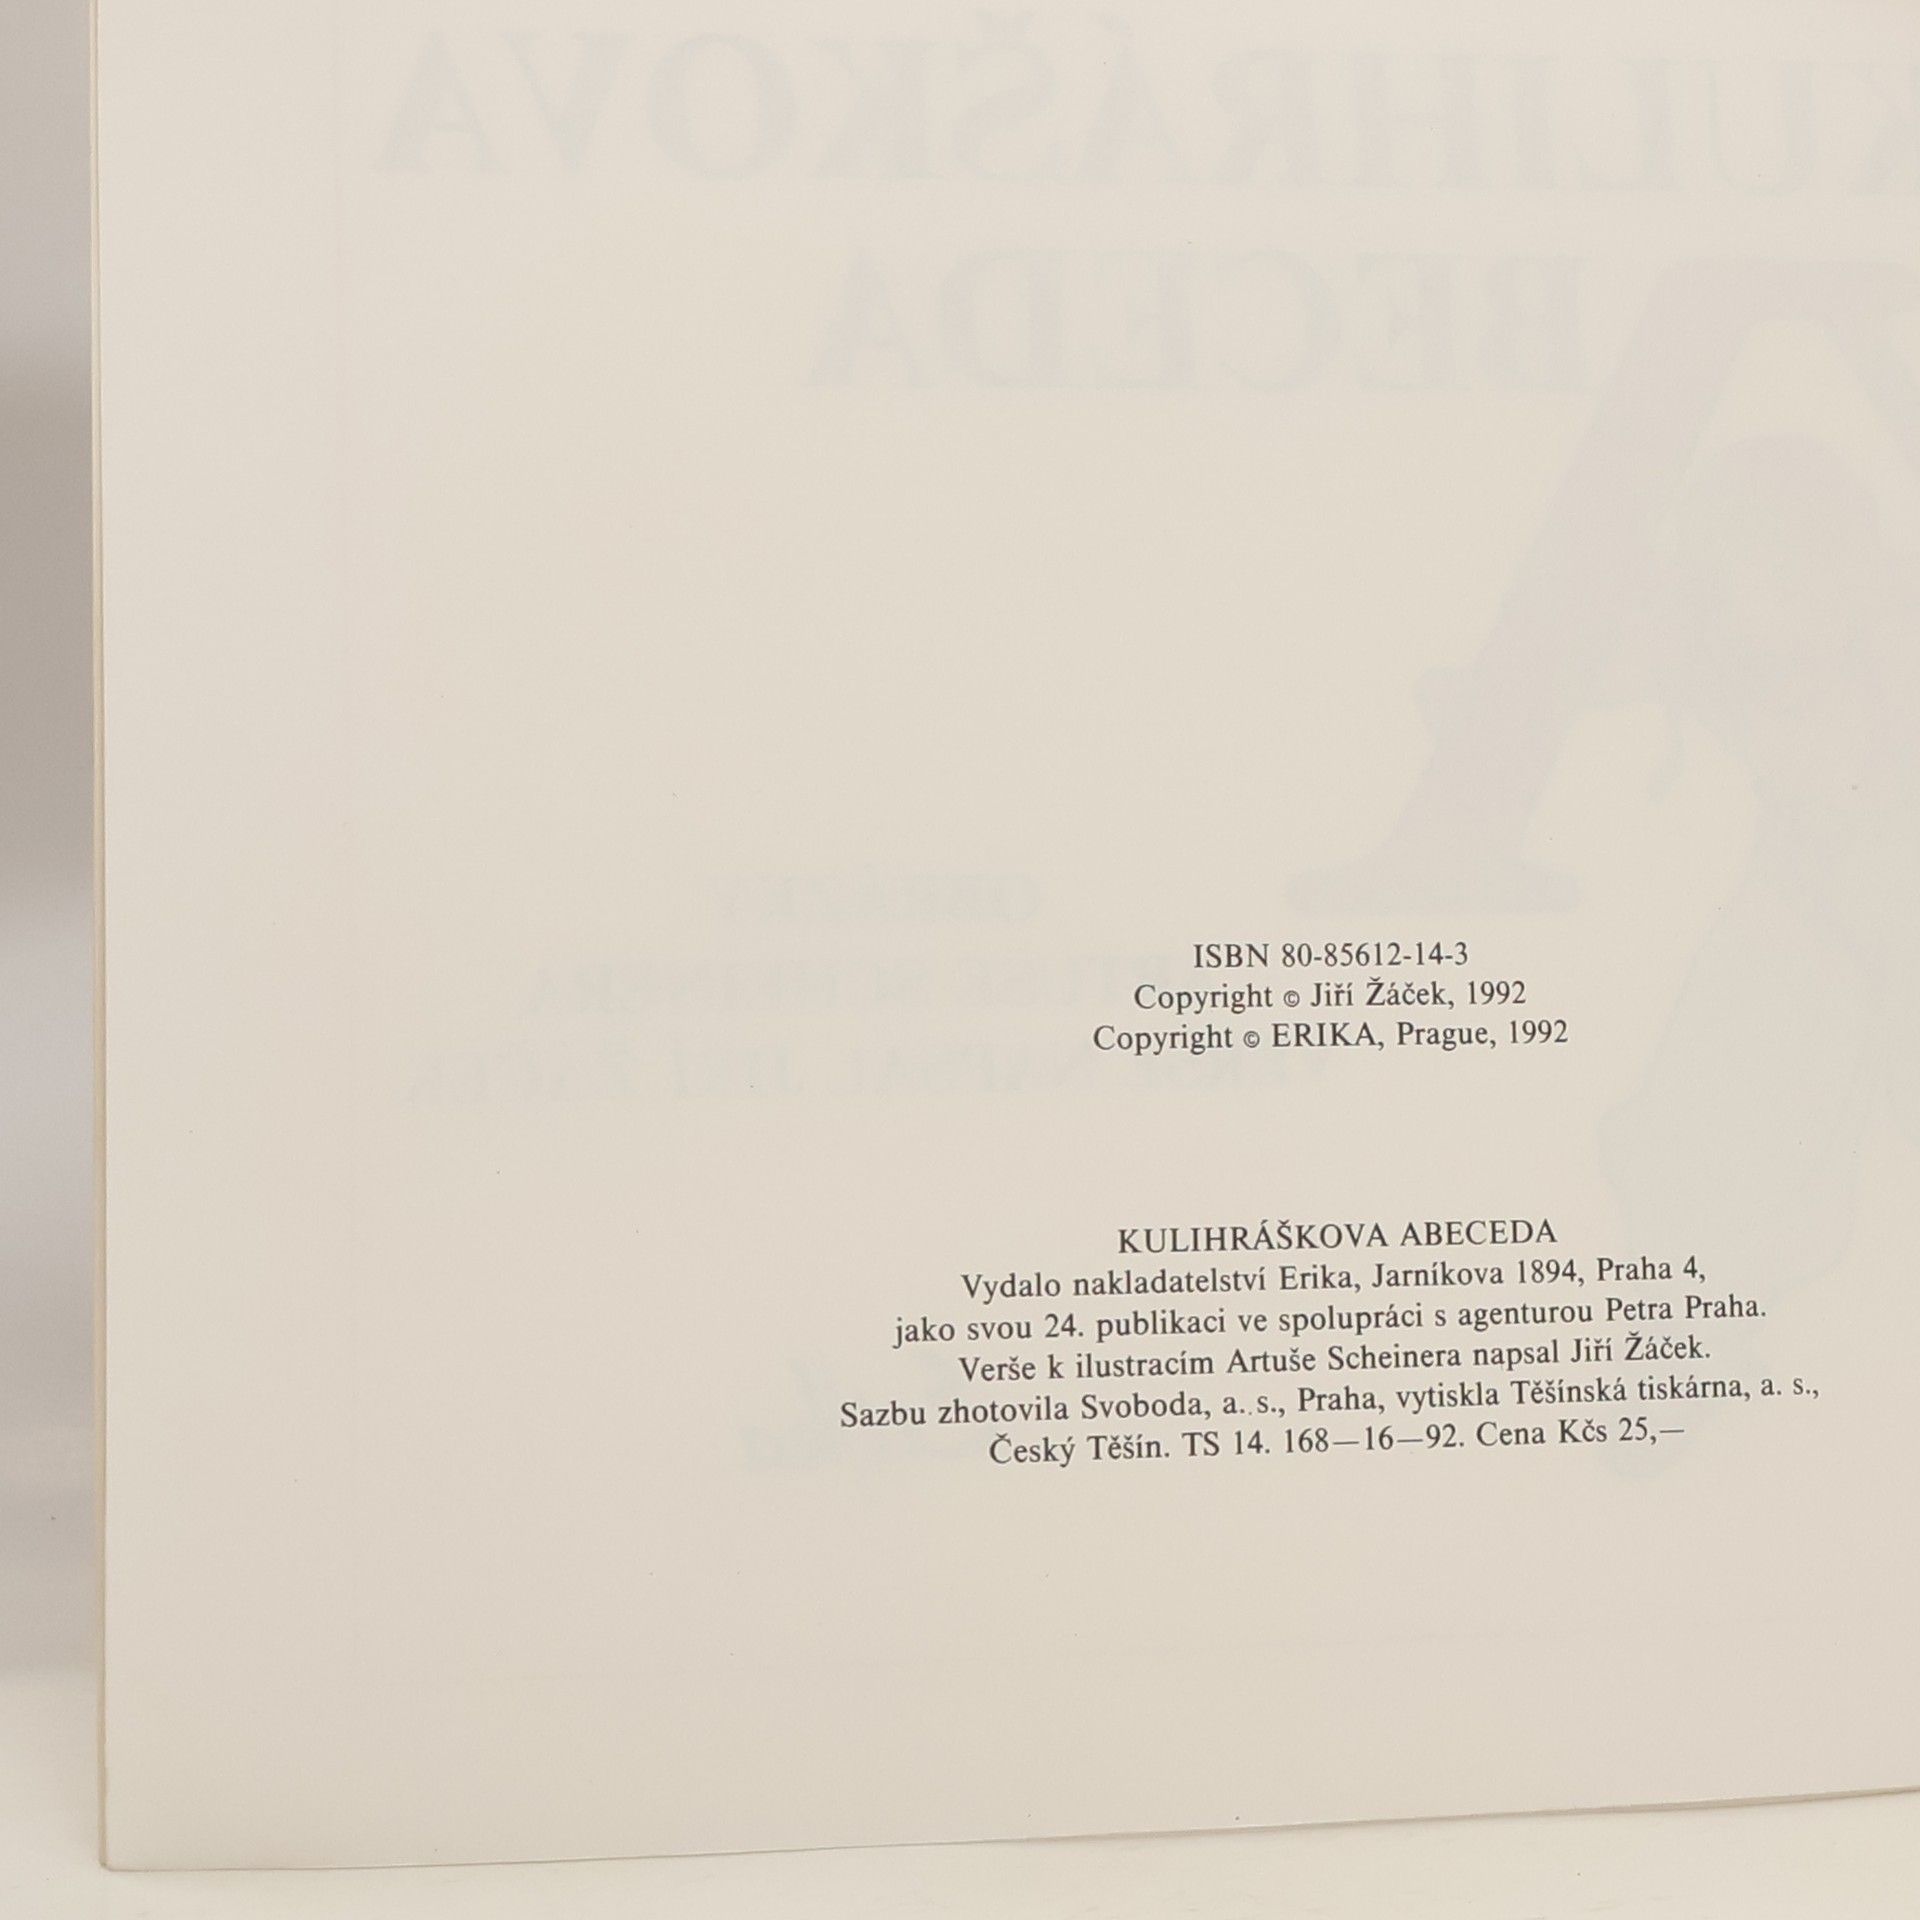 KULIHRÁŠKOVA
ISBN 80-85612-14-3
Copyright © Jiří Žáček, 1992
Copyright © ERIKA, Prague, 1992
KULIHRÁŠKOVA ABECEDA
Vydalo nakladatelství Erika, Jarníkova 1894, Praha 4,
jako svou 24. publikaci ve spolupráci s agenturou Petra Praha.
Verše k ilustracím Artuše Scheinera napsal Jiří Žáček.
Sazbu zhotovila Svoboda, a. s., Praha, vytiskla Těšínská tiskárna, a. s.,
Český Těšín. TS 14. 168—16—92. Cena Kčs 25,—